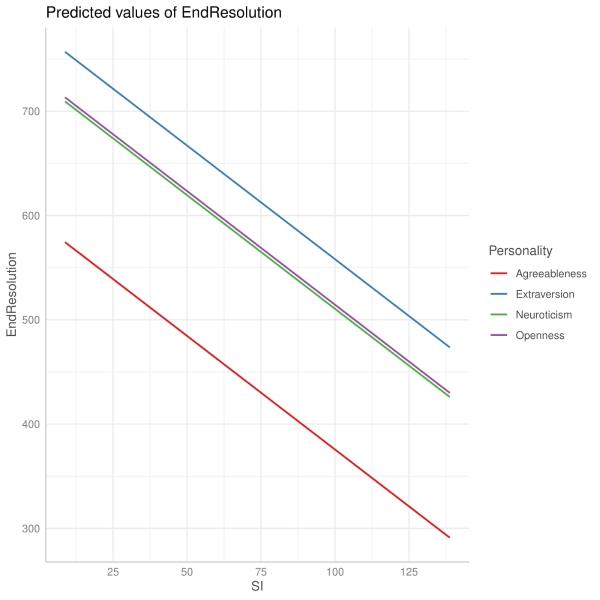 Predicted values of EndResolution
EndResolution
700
600
500
400
300
25 50 75 100 125
SI
Personality
Agreeableness
Extraversion
Neuroticism
Openness